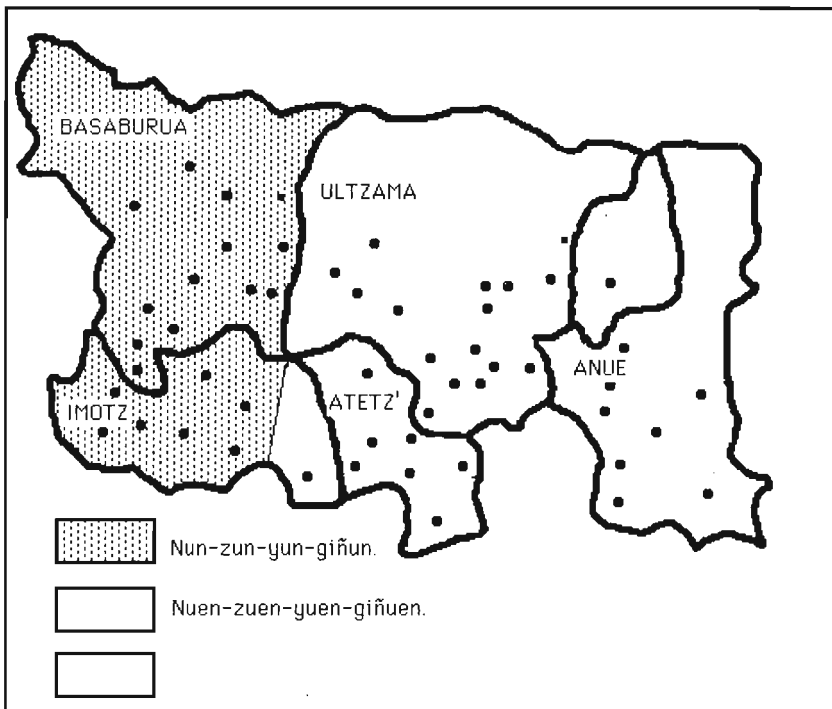 BASABURUA
ULTZAMA
ANUE
IMOTZ
ATETZ'
Nun-zun-yun-giñun.
Nuen-zuen-yuen-giñuen.